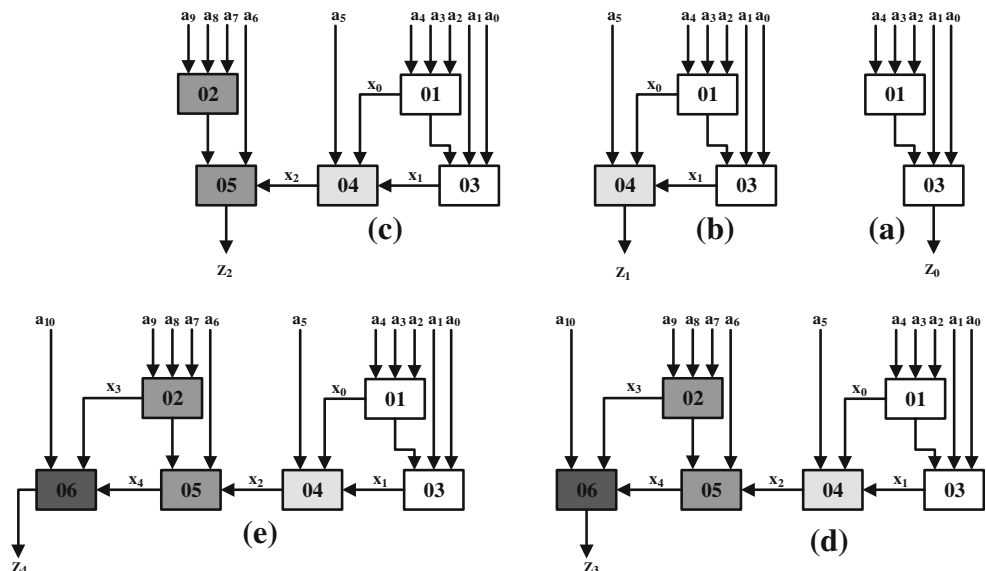 a₉ a₈ a₇ a₆ a₅ a₄ a₃ a₂ a₁ a₀
02
x₀
01
05
x₂
04
x₁
03
(c)
Z₂
a₅ a₄ a₃ a₂ a₁ a₀
x₀
01
04
x₁
03
(b)
Z₁
a₄ a₃ a₂ a₁ a₀
01
03
(a)
Z₀
a₁₀ a₉ a₈ a₇ a₆ a₅ a₄ a₃ a₂ a₁ a₀
x₃
02
x₀
01
06
x₄
05
x₂
04
x₁
03
(e)
Z₄
a₁₀ a₉ a₈ a₇ a₆ a₅ a₄ a₃ a₂ a₁ a₀
x₃
02
x₀
01
06
x₄
05
x₂
04
x₁
03
(d)
Z₃